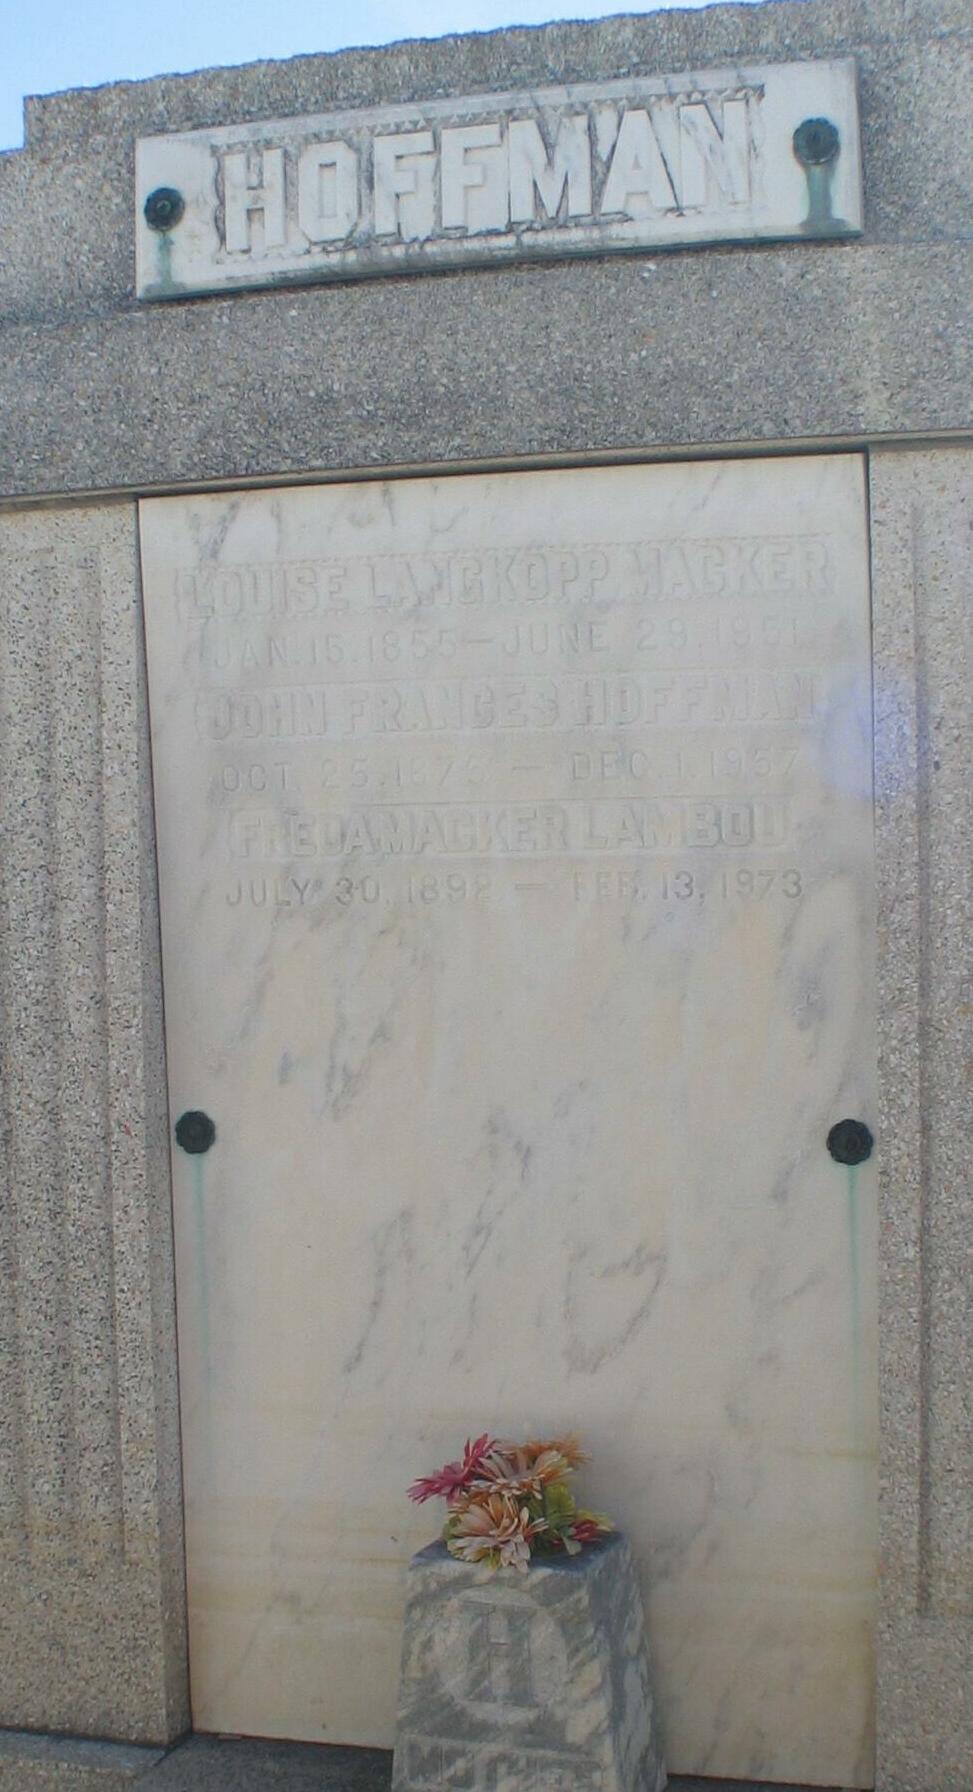 HOFFMAN
LOUISE LANGKOPP MACKER
JAN. 15. 1855 — JUNE 29, 1951
JOHN FRANCES HOFFMAN
OCT. 25. 1875 — DEC. 1, 1957
FREDA MACKER LAMBOU
JULY 30, 1892 — FEB. 13, 1973
H